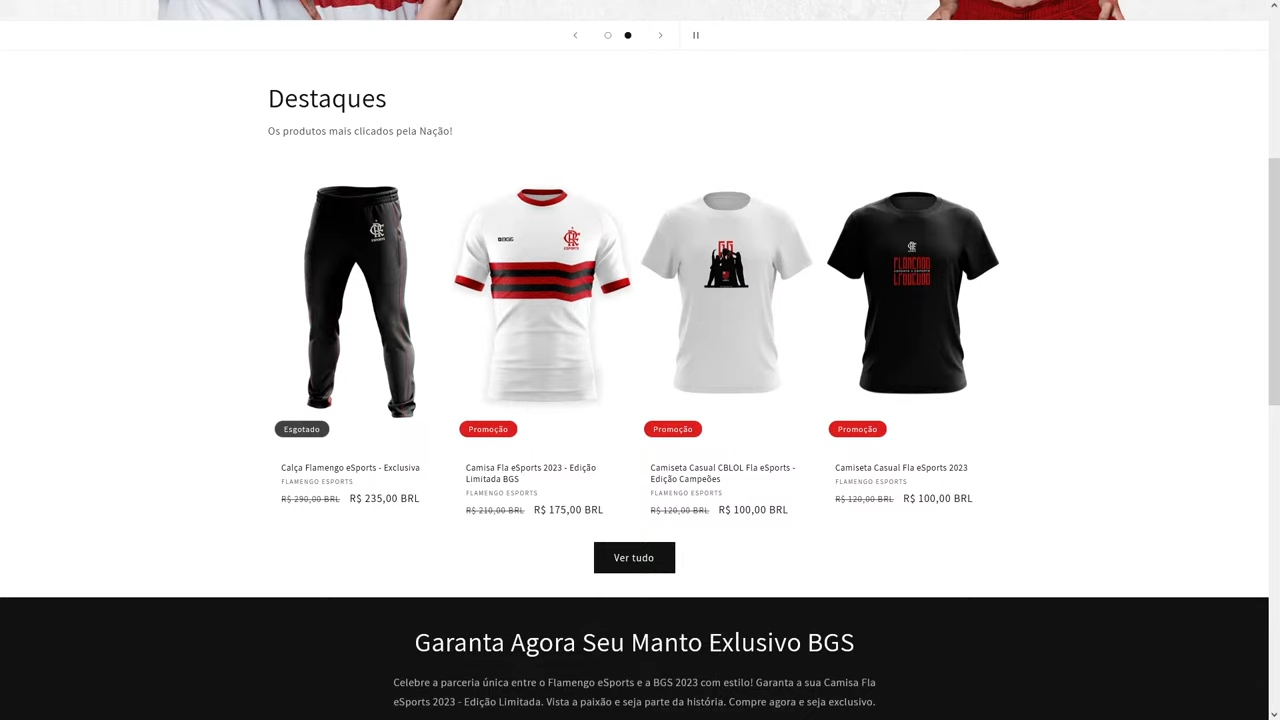 Destaques
Os produtos mais clicados pela Nação!
BGS
ESPORTS
GG
ESPORTS
FLAMENGO
Esgotado
Promoção
Promoção
Promoção
Calça Flamengo eSports - Exclusiva
FLAMENGO ESPORTS
R$ 290,00 BRL R$ 235,00 BRL
Camisa Fla eSports 2023 - Edição
Limitada BGS
FLAMENGO ESPORTS
R$ 210,00 BRL R$ 175,00 BRL
Camiseta Casual CBLOL Fla eSports -
Edição Campeões
FLAMENGO ESPORTS
R$ 120,00 BRL R$ 100,00 BRL
Camiseta Casual Fla eSports 2023
FLAMENGO ESPORTS
R$ 120,00 BRL R$ 100,00 BRL
Ver tudo
Garanta Agora Seu Manto Exlusivo BGS
Celebre a parceria única entre o Flamengo eSports e a BGS 2023 com estilo! Garanta a sua Camisa Fla
eSports 2023 - Edição Limitada. Vista a paixão e seja parte da história. Compre agora e seja exclusivo.